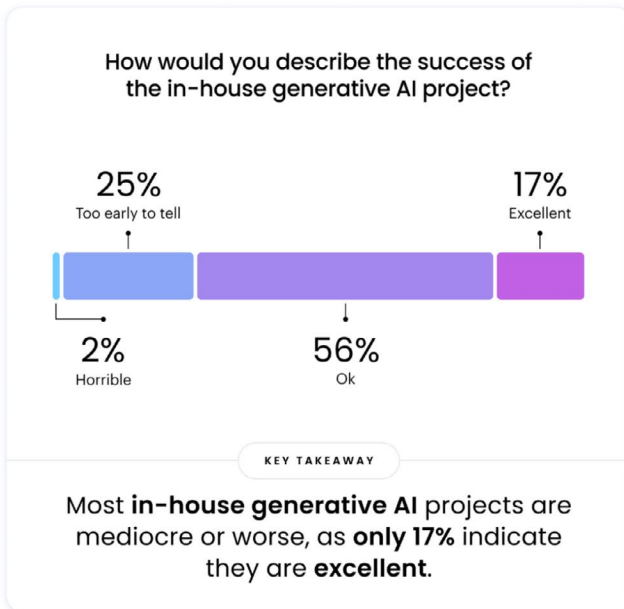 How would you describe the success of
the in-house generative AI project?
25%
Too early to tell
17%
Excellent
2%
Horrible
56%
Ok
KEY TAKEAWAY
Most in-house generative AI projects are
mediocre or worse, as only 17% indicate
they are excellent.